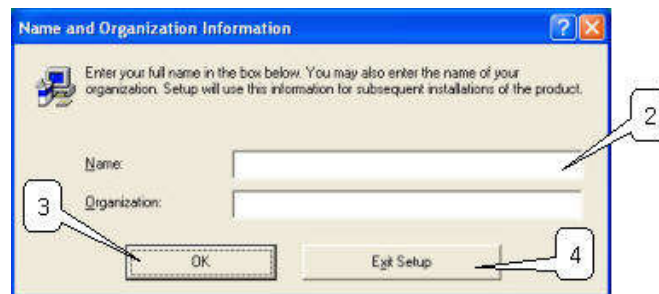 Name and Organization Information
Enter your full name in the box below. You may also enter the name of your
organization. Setup will use this information for subsequent installations of the product.
2
Name:
Organization:
3
OK
Exit Setup
4